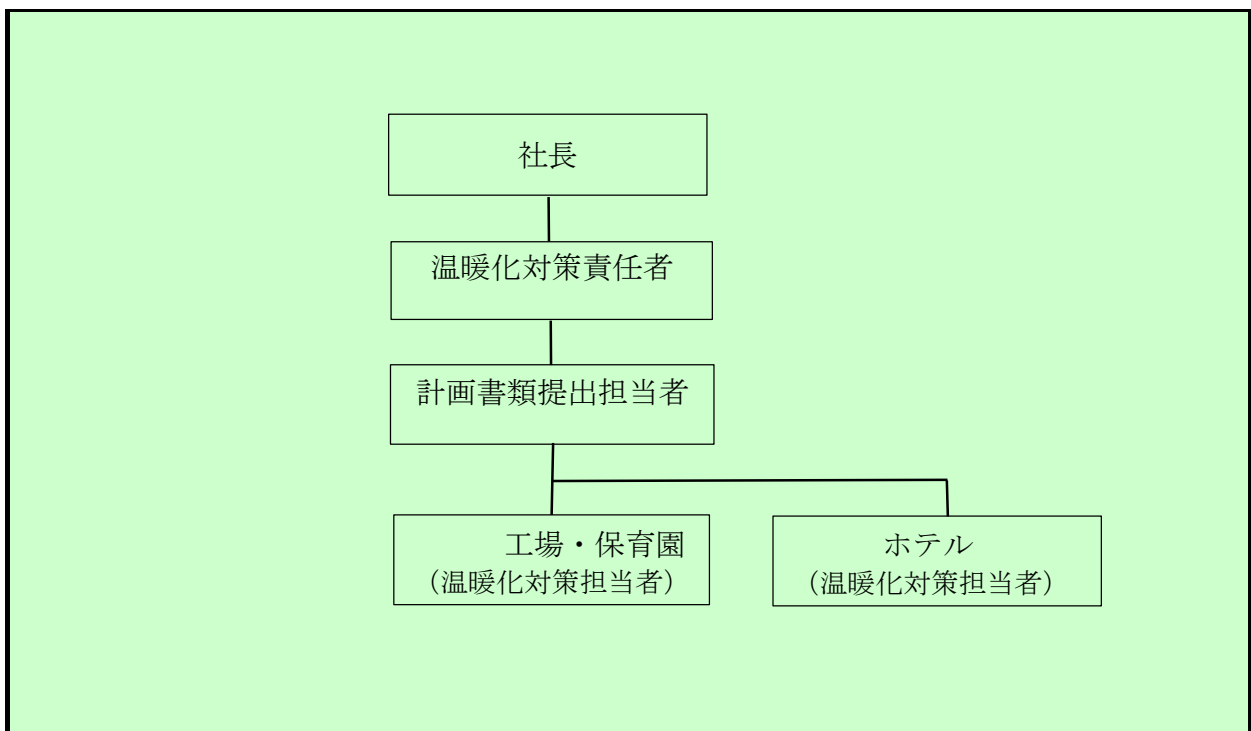 社長
温暖化対策責任者
計画書類提出担当者
工場・保育園
（温暖化対策担当者）
ホテル
（温暖化対策担当者）